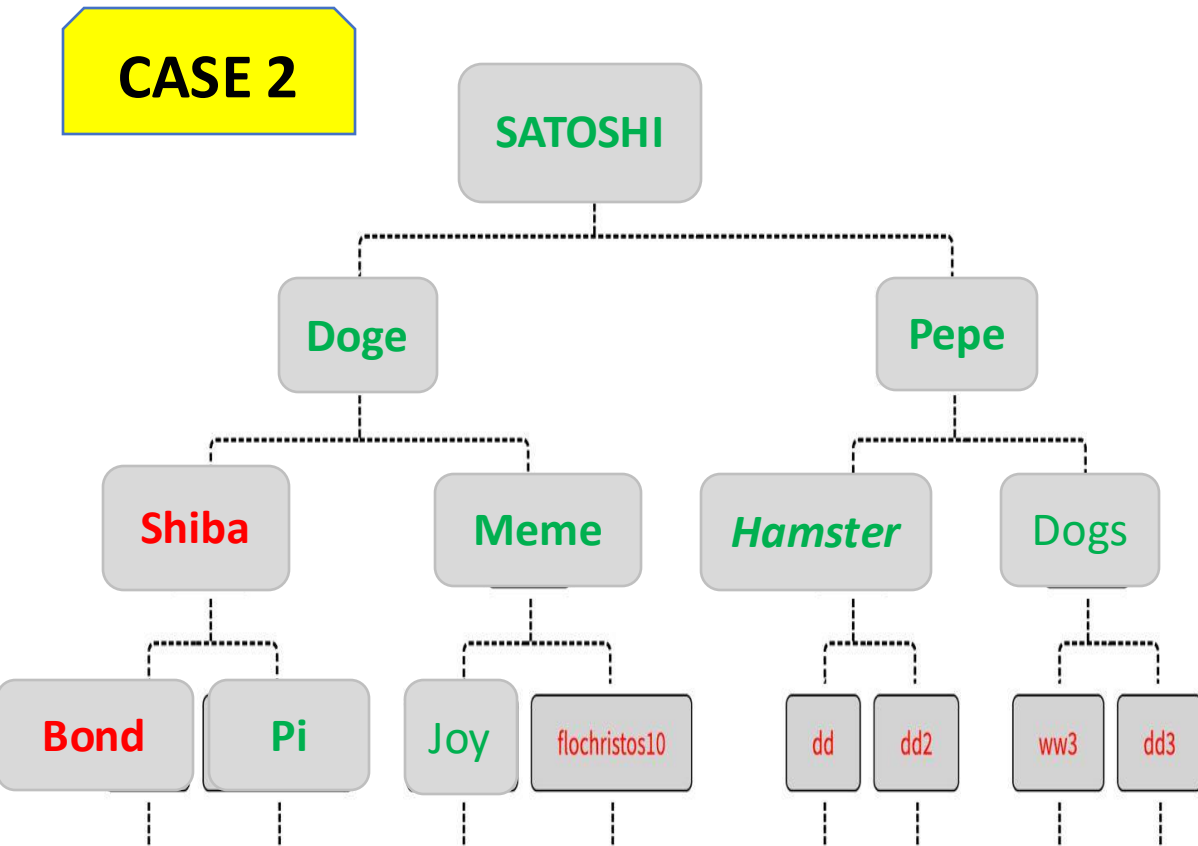 CASE 2
SATOSHI
Doge
Pepe
Shiba
Meme
Hamster
Dogs
Bond
Pi
Joy
flochristos10
dd
dd2
ww3
dd3